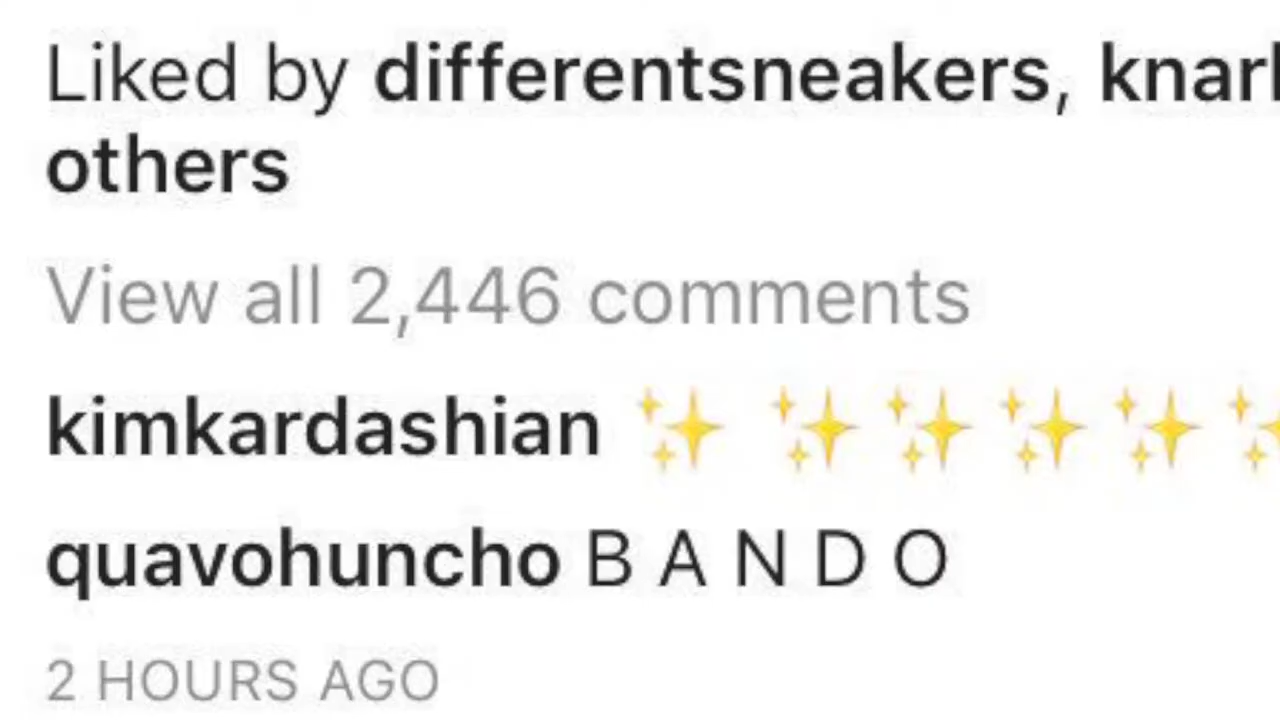 Liked by differentsneakers,
others
View all 2,446 comments
kimkardashian ✨ ✨✨✨✨✨
quavohuncho B A N D O
2 HOURS AGO